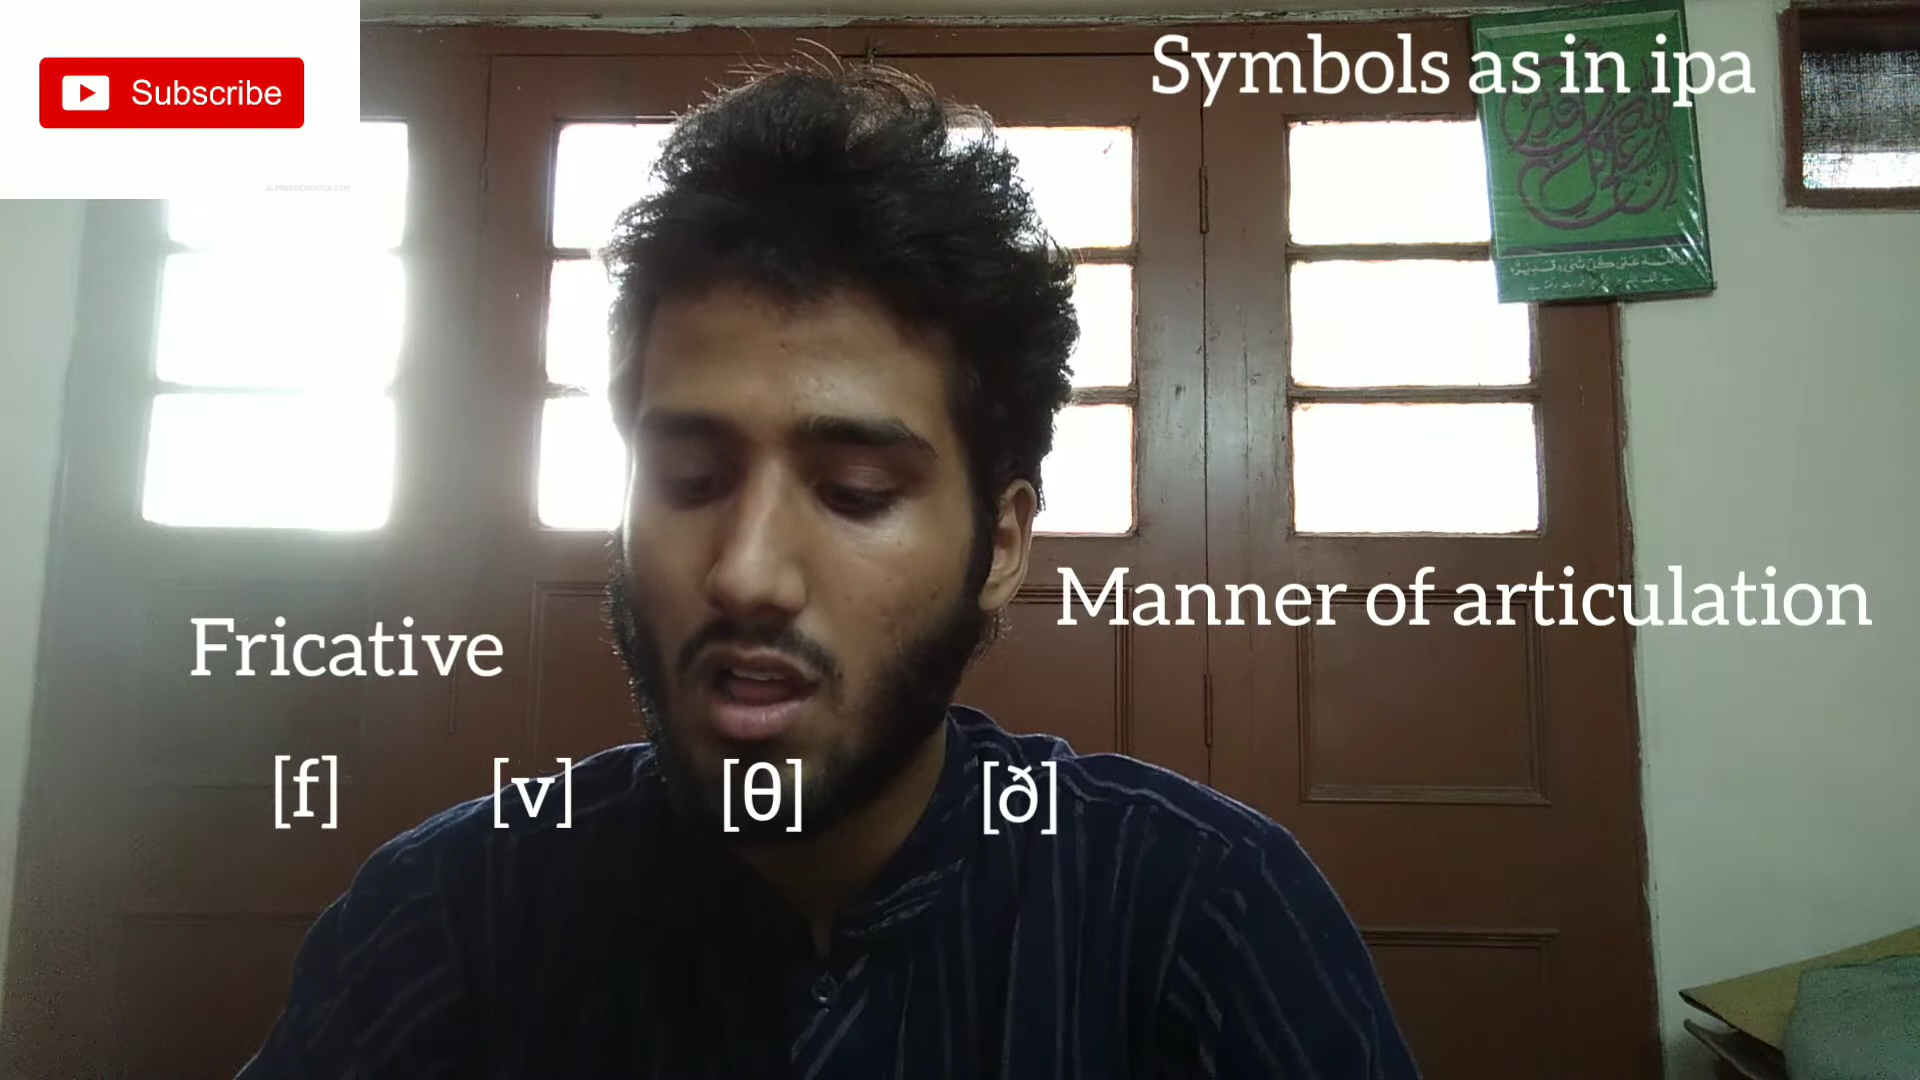 Subscribe
Symbols as in ipa
Manner of articulation
Fricative
[f] [v] [θ] [ð]